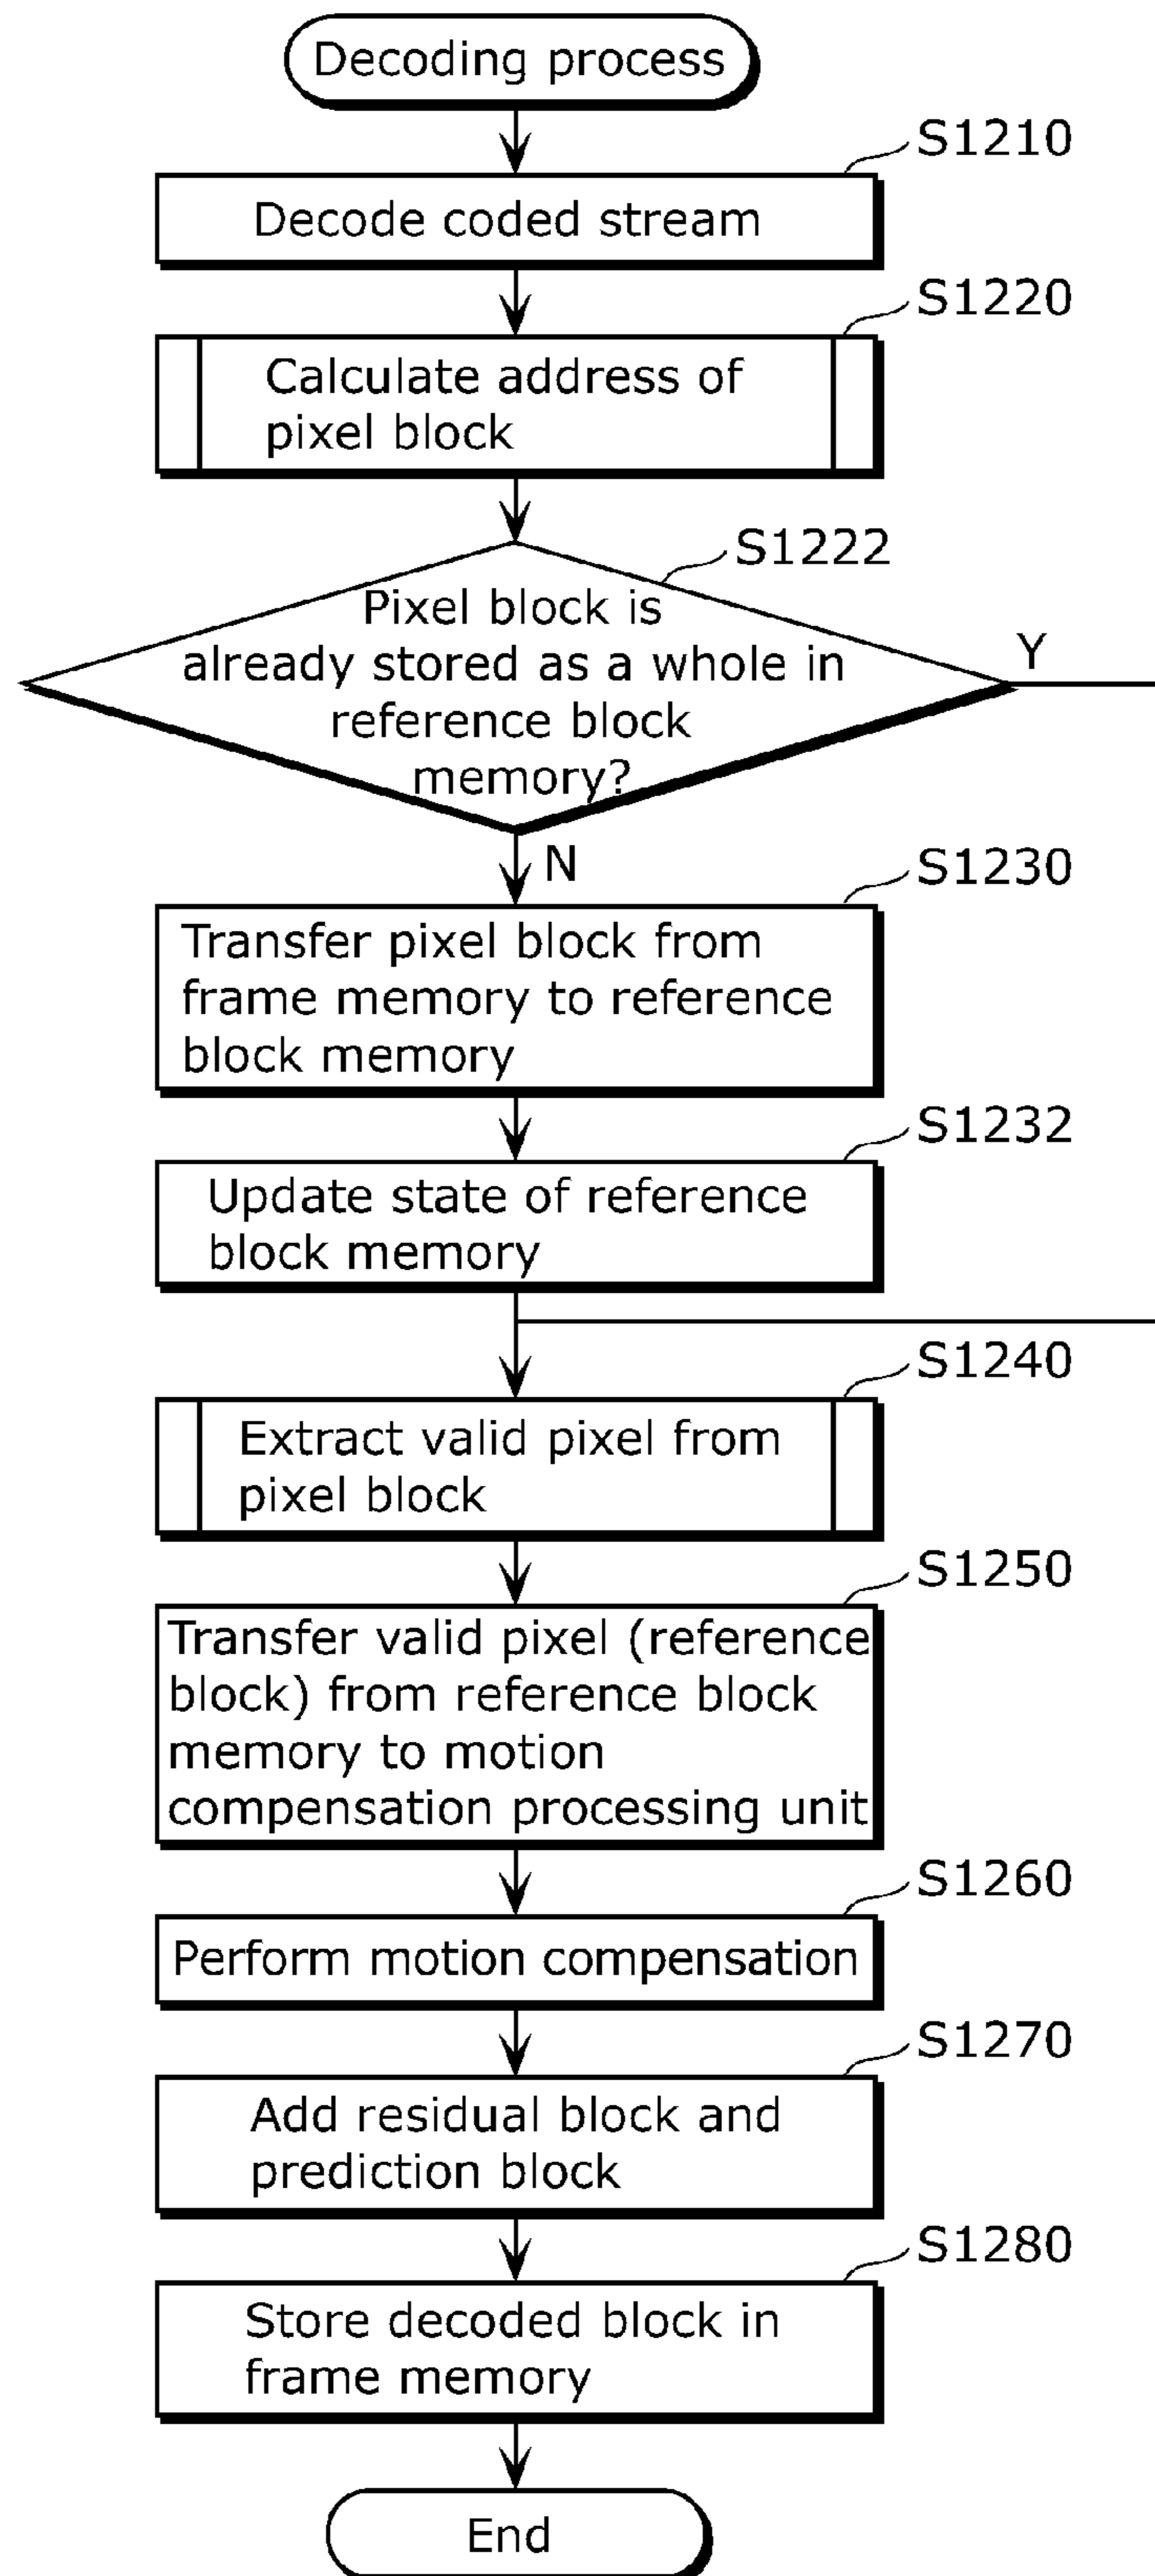 Decoding process
S1210
Decode coded stream
S1220
Calculate address of
pixel block
S1222
Pixel block is
already stored as a whole in
reference block
memory?
Y
N
S1230
Transfer pixel block from
frame memory to reference
block memory
S1232
Update state of reference
block memory
S1240
Extract valid pixel from
pixel block
S1250
Transfer valid pixel (reference
block) from reference block
memory to motion
compensation processing unit
S1260
Perform motion compensation
S1270
Add residual block and
prediction block
S1280
Store decoded block in
frame memory
End